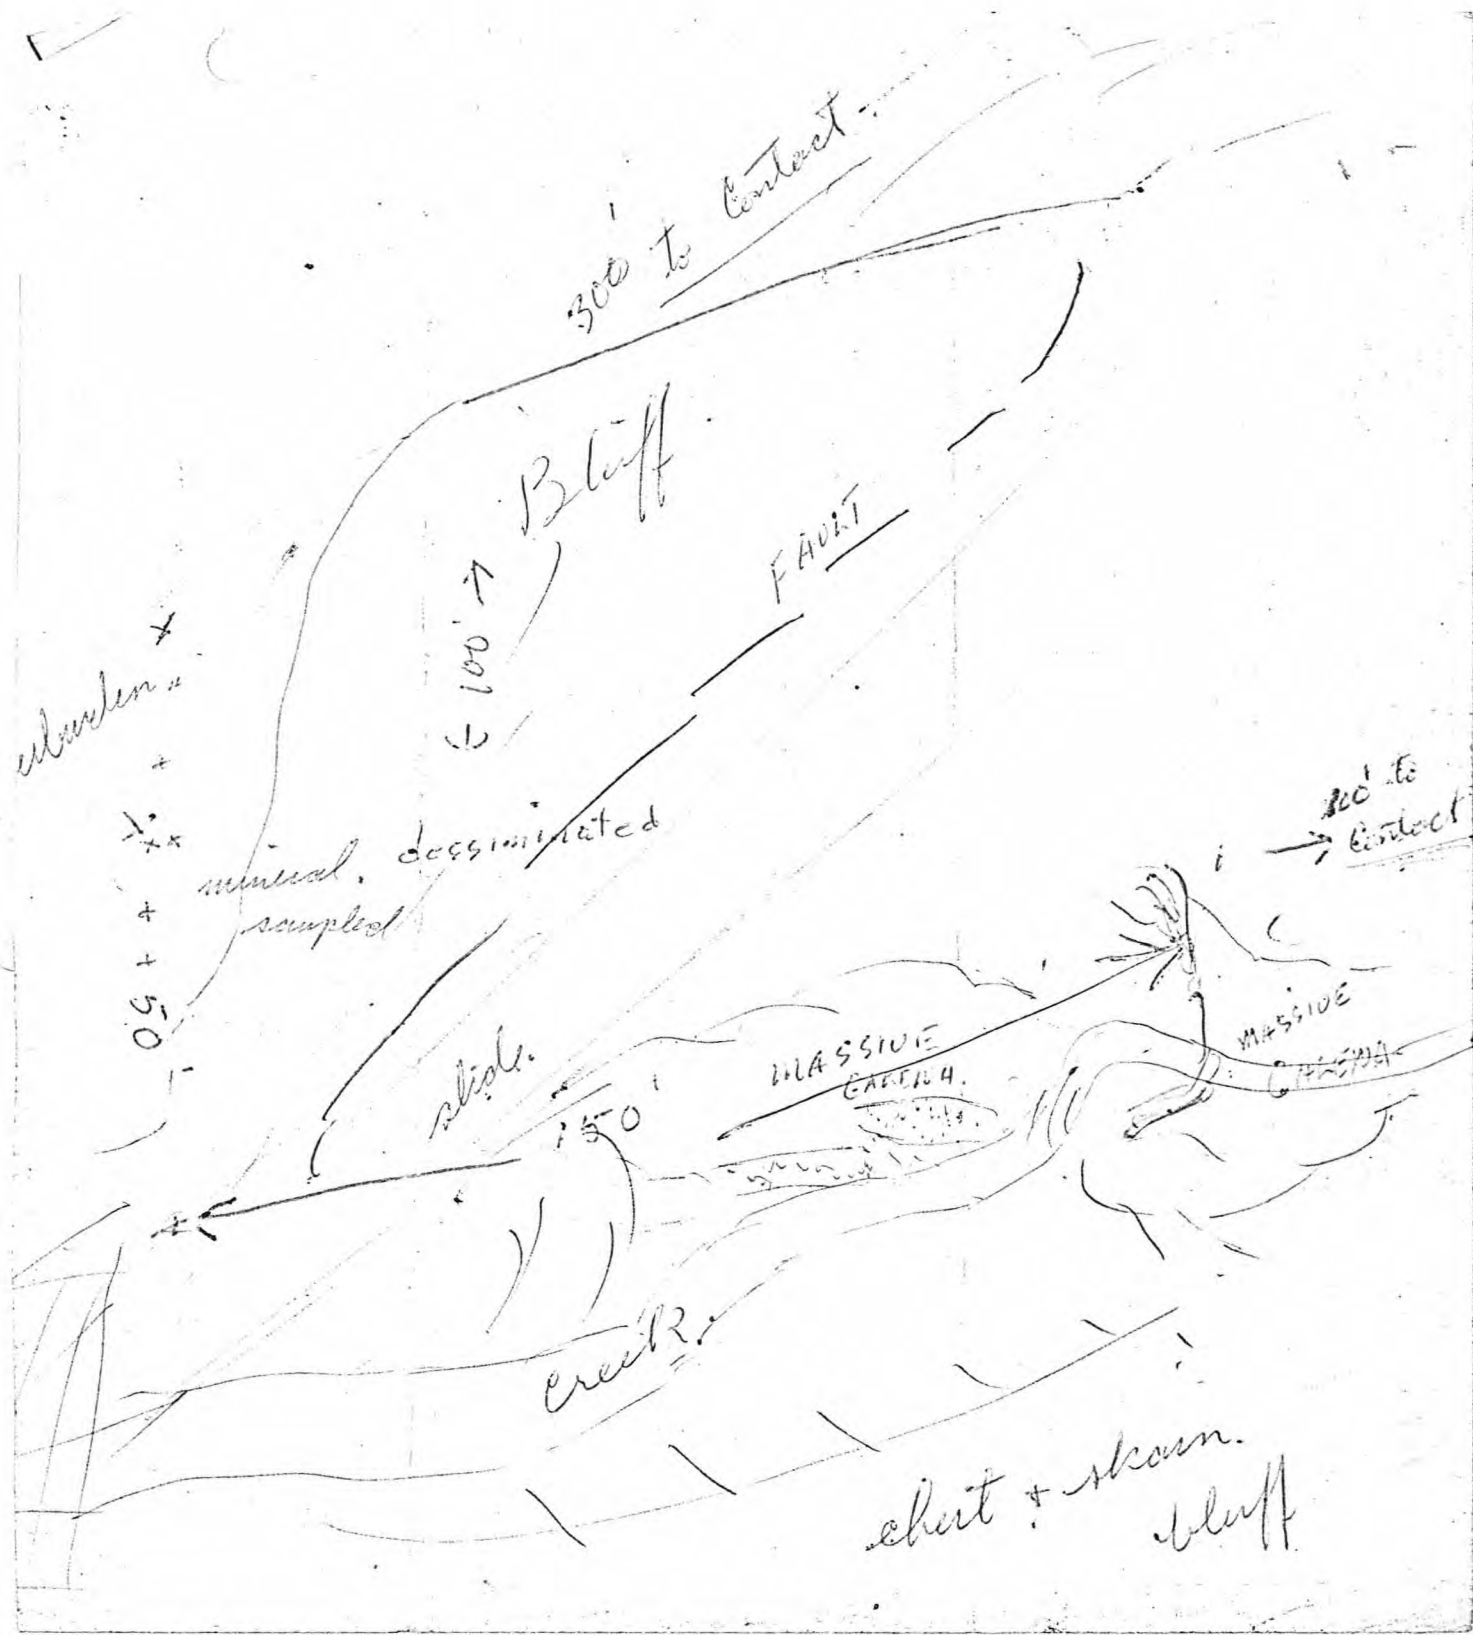 300' to Contact
Bluff
← 100' →
FAULT
mineral. dessiminated
sampled
50
to
Contact
MASSIVE
GALENA.
MASSIVE
GALENA
slide.
150'
creek.
chert + skarn.
bluff